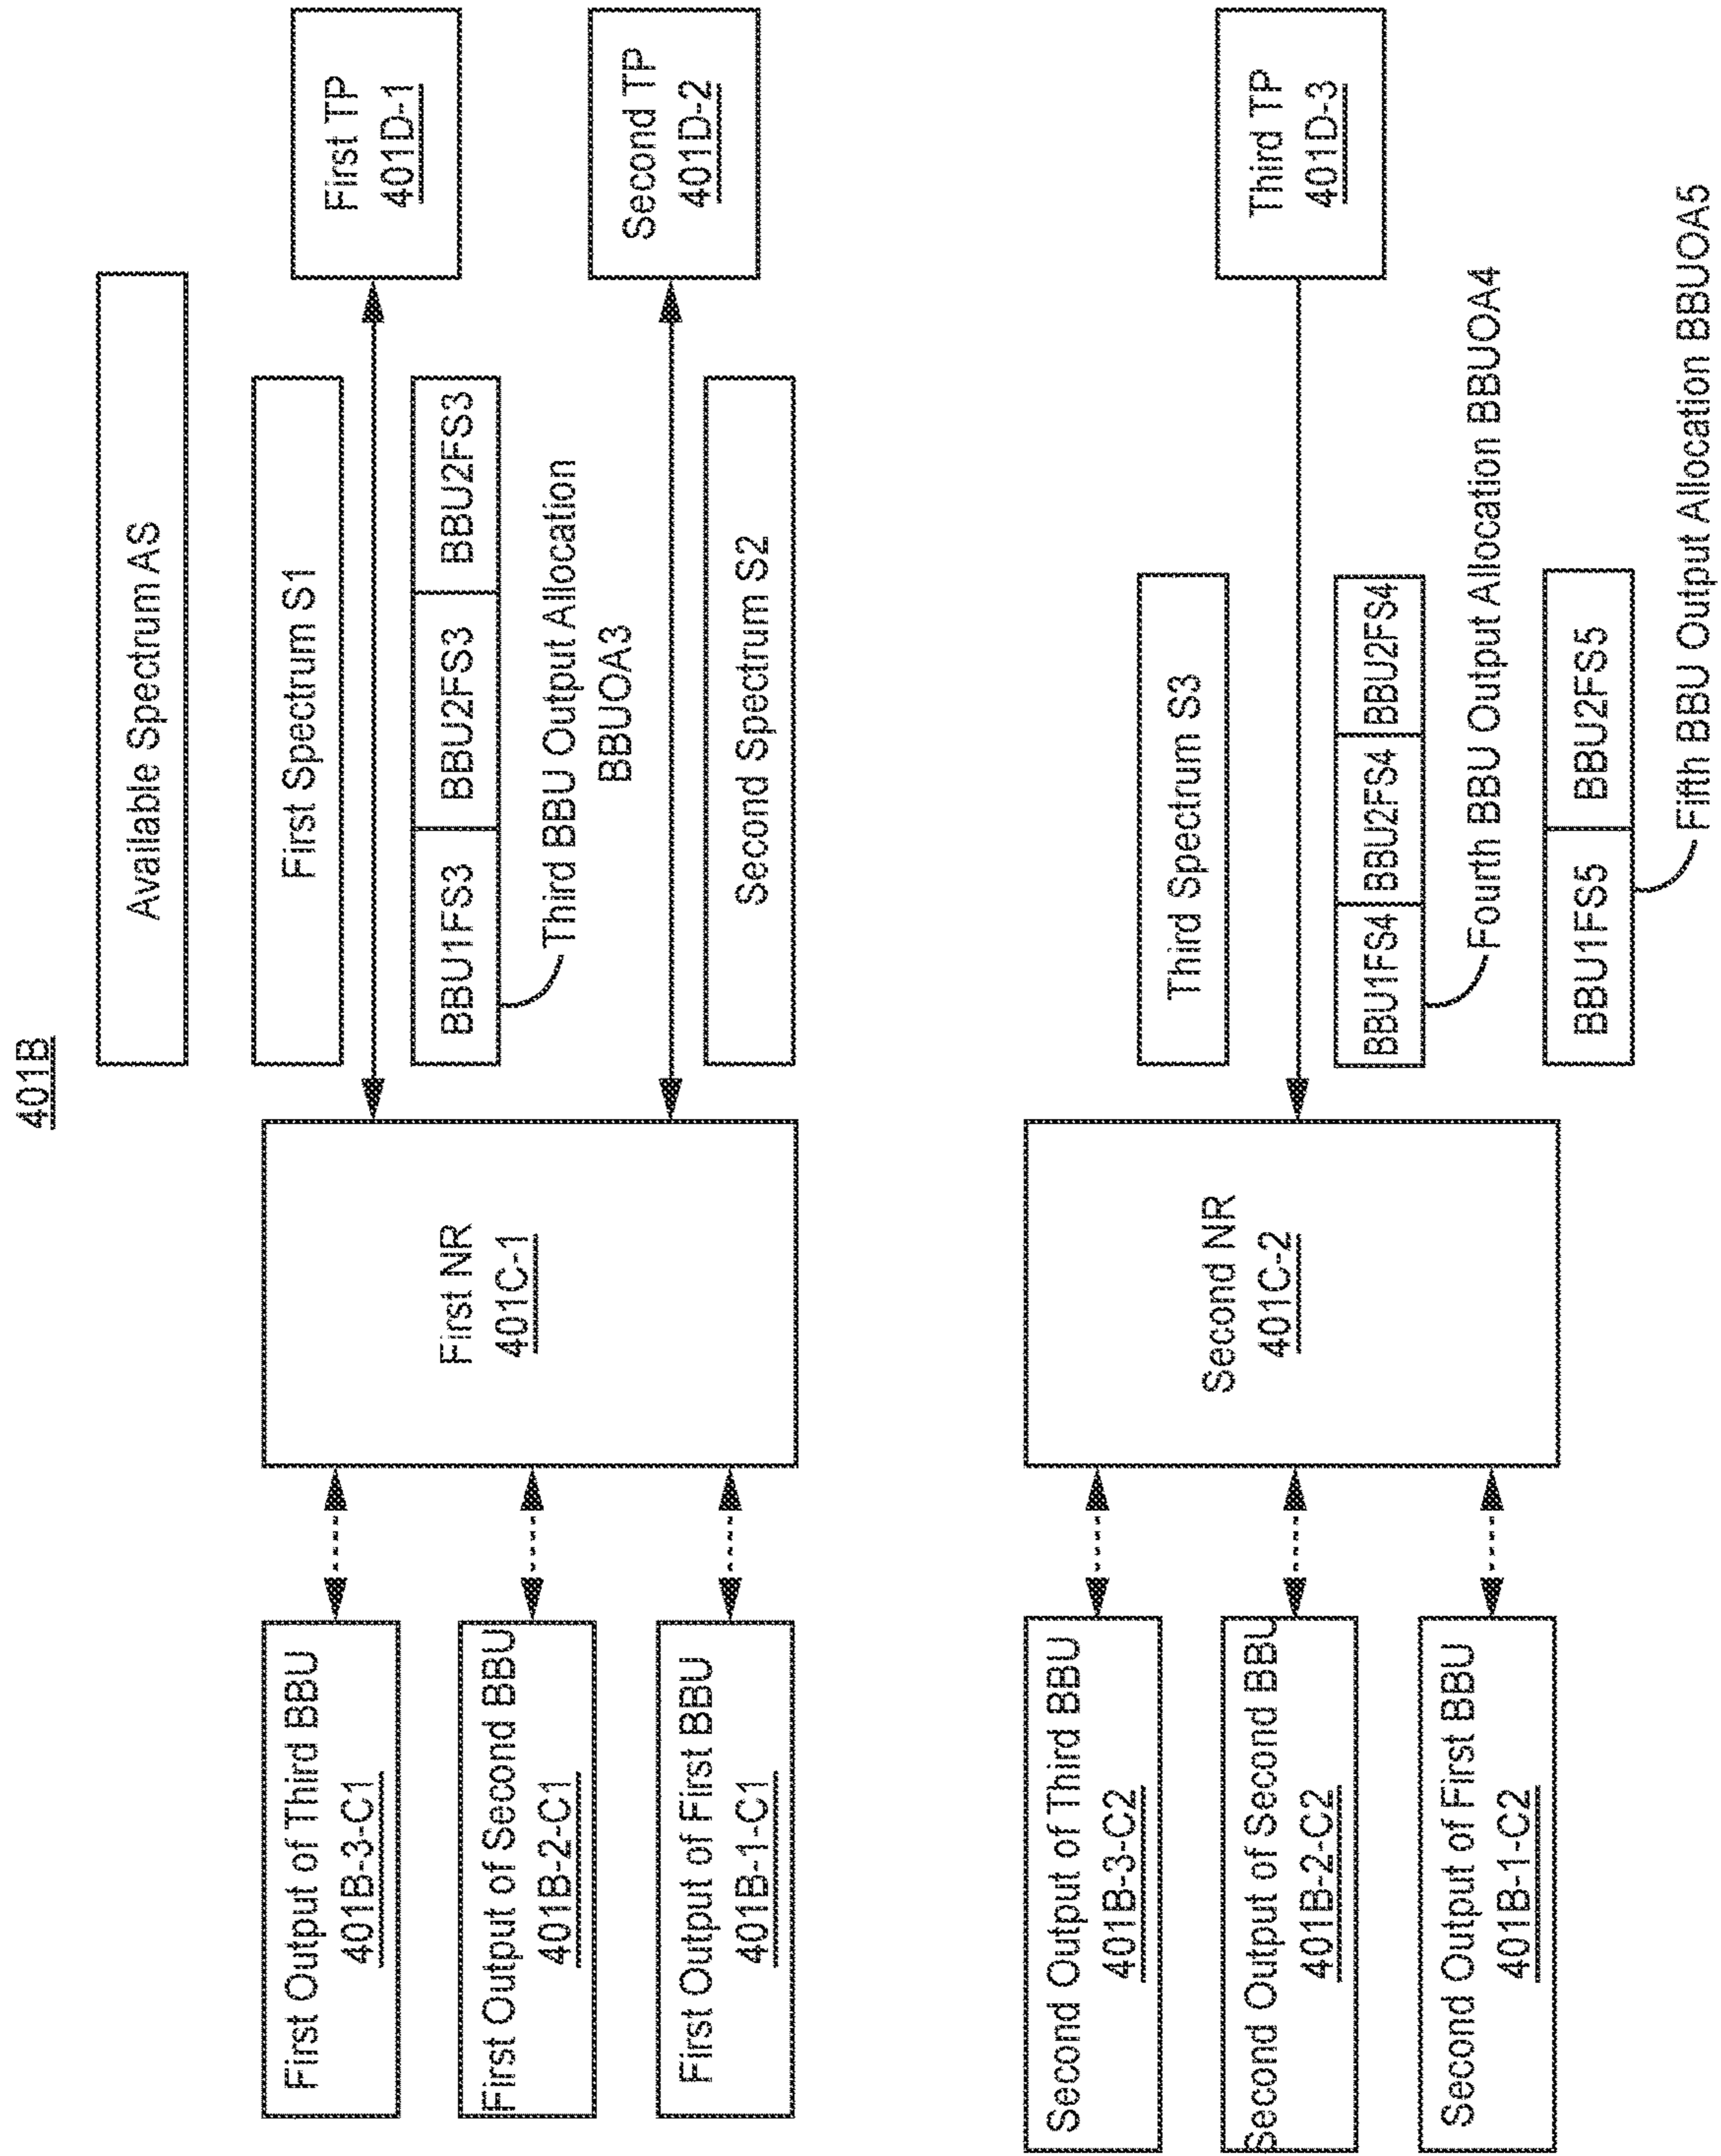 401B
Available Spectrum AS
First Spectrum S1
First TP
401D-1
BBU1FS3
BBU2FS3
BBU2FS3
Third BBU Output Allocation
BBUOA3
Second TP
401D-2
Second Spectrum S2
First NR
401C-1
First Output of Third BBU
401B-3-C1
First Output of Second BBU
401B-2-C1
First Output of First BBU
401B-1-C1
Third Spectrum S3
Third TP
401D-3
BBU1FS4
BBU2FS4
BBU2FS4
Fourth BBU Output Allocation BBUOA4
BBU1FS5
BBU2FS5
Fifth BBU Output Allocation BBUOA5
Second NR
401C-2
Second Output of Third BBU
401B-3-C2
Second Output of Second BBU
401B-2-C2
Second Output of First BBU
401B-1-C2